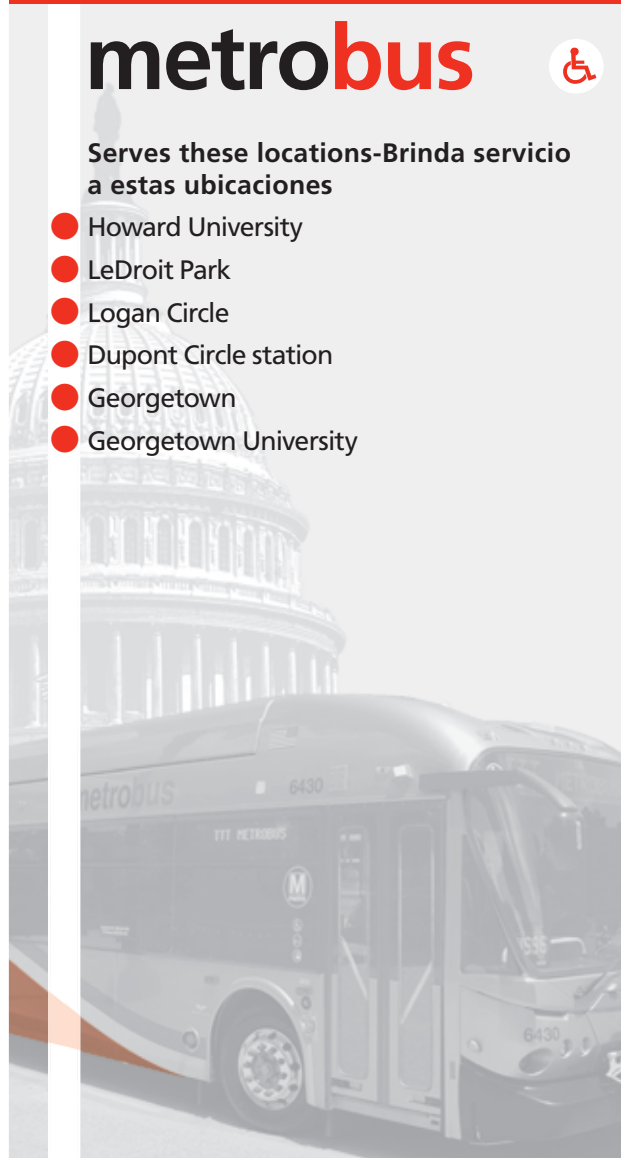 metrobus
Serves these locations-Brinda servicio
a estas ubicaciones
Howard University
LeDroit Park
Logan Circle
Dupont Circle station
Georgetown
Georgetown University
metrobus
6430
TTT METROBUS
M
6430